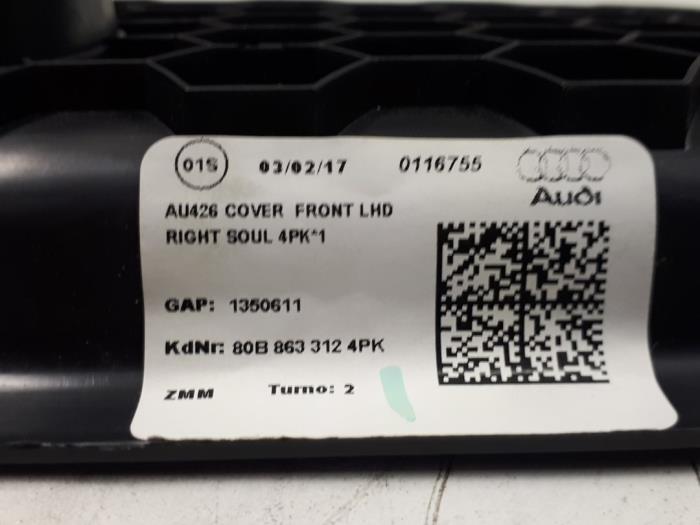 01S 03/02/17 0116755
Audi
AU426 COVER FRONT LHD
RIGHT SOUL 4PK*1
GAP: 1350611
KdNr: 80B 863 312 4PK
ZMM Turno: 2